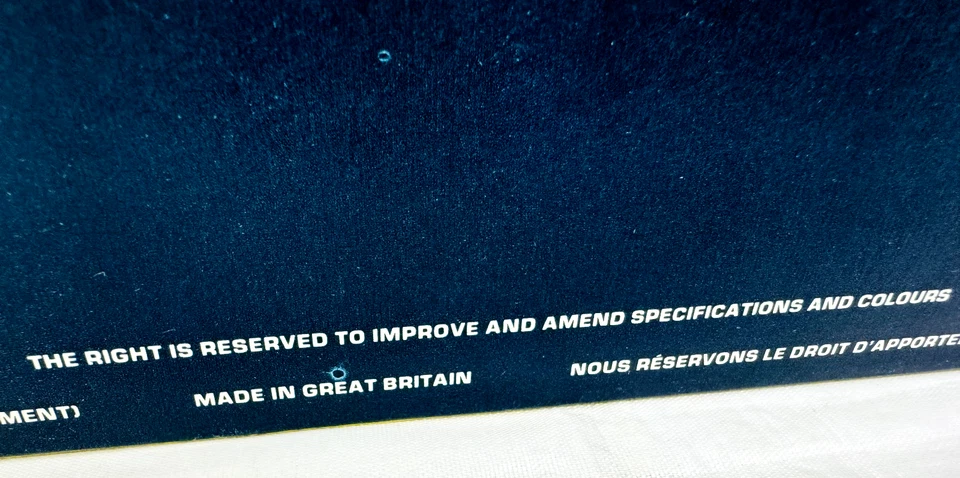 THE RIGHT IS RESERVED TO IMPROVE AND AMEND SPECIFICATIONS AND COLOURS
MENT) MADE IN GREAT BRITAIN NOUS RÉSERVONS LE DROIT D'APPORTE